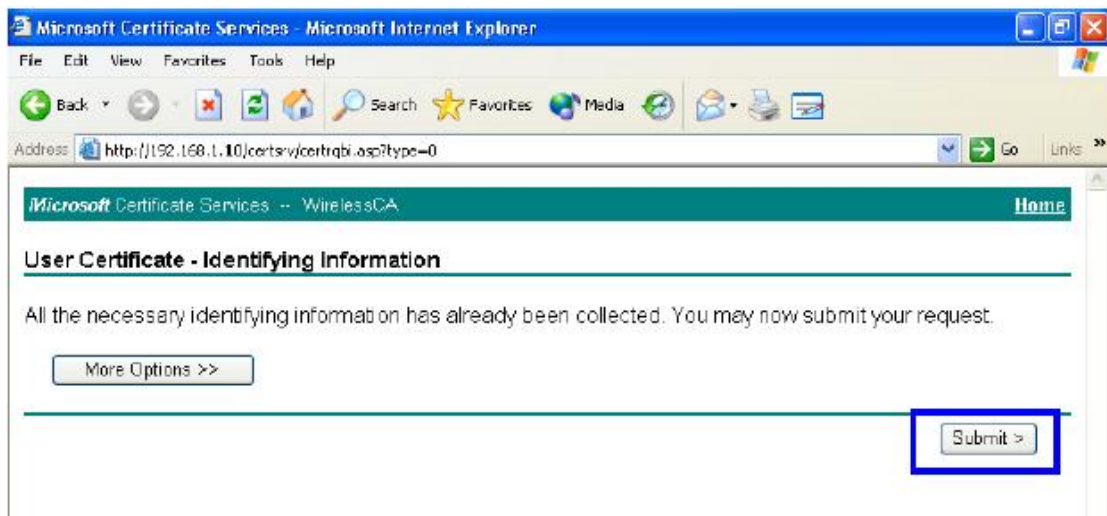 Microsoft Certificate Services - Microsoft Internet Explorer
File Edit View Favorites Tools Help
Back Search Favorites Media
Address http://192.168.1.10/certsrv/certrqbi.asp?type=0 Go Links »
Microsoft Certificate Services -- WirelessCA Home
User Certificate - Identifying Information
All the necessary identifying information has already been collected. You may now submit your request.
More Options >>
Submit >